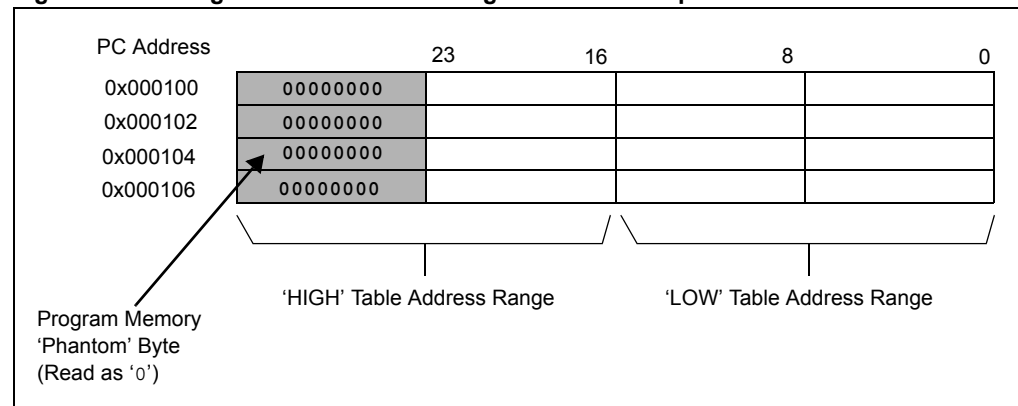 PC Address 23 16 8 0
0x000100 00000000
0x000102 00000000
0x000104 00000000
0x000106 00000000
‘HIGH’ Table Address Range ‘LOW’ Table Address Range
Program Memory
‘Phantom’ Byte
(Read as ‘0’)